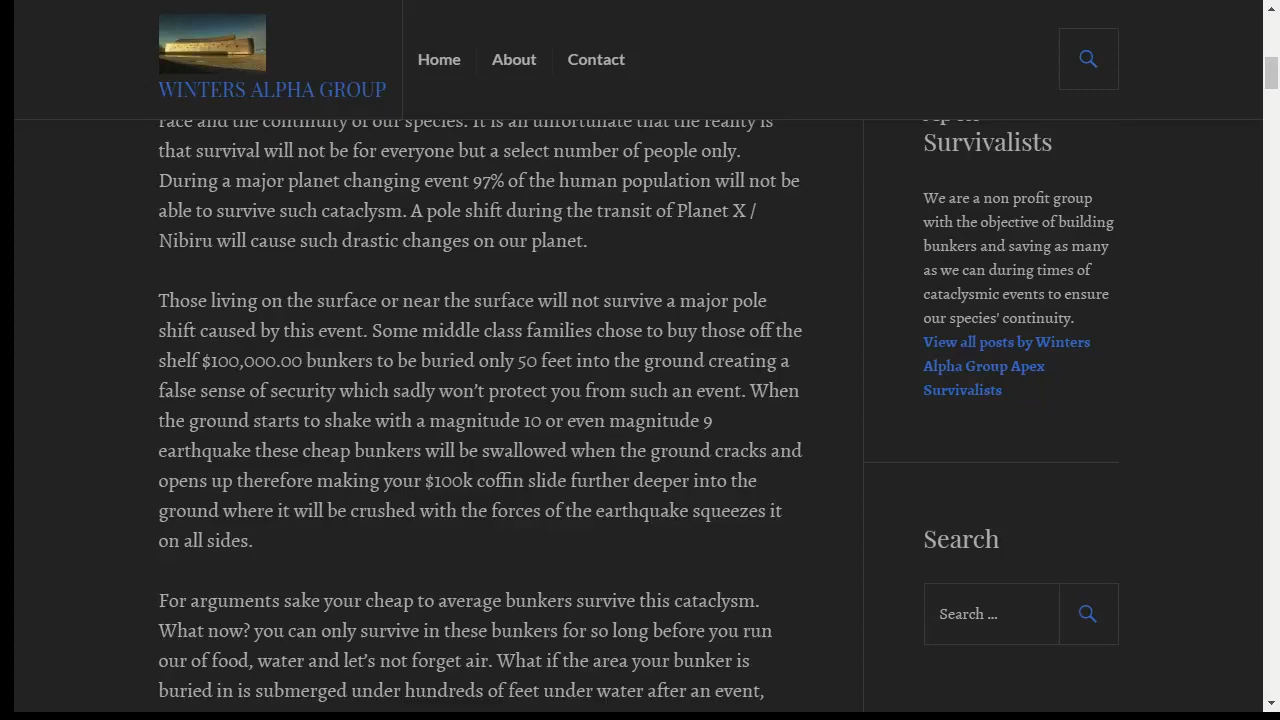 Home
About
Contact
WINTERS ALPHA GROUP
race and the continuity of our species. It is an unfortunate that the reality is
that survival will not be for everyone but a select number of people only.
During a major planet changing event 97% of the human population will not be
able to survive such cataclysm. A pole shift during the transit of Planet X /
Nibiru will cause such drastic changes on our planet.
Those living on the surface or near the surface will not survive a major pole
shift caused by this event. Some middle class families chose to buy those off the
shelf $100,000.00 bunkers to be buried only 50 feet into the ground creating a
false sense of security which sadly won’t protect you from such an event. When
the ground starts to shake with a magnitude 10 or even magnitude 9
earthquake these cheap bunkers will be swallowed when the ground cracks and
opens up therefore making your $100k coffin slide further deeper into the
ground where it will be crushed with the forces of the earthquake squeezes it
on all sides.
For arguments sake your cheap to average bunkers survive this cataclysm.
What now? you can only survive in these bunkers for so long before you run
our of food, water and let’s not forget air. What if the area your bunker is
buried in is submerged under hundreds of feet under water after an event,
Survivalists
We are a non profit group
with the objective of building
bunkers and saving as many
as we can during times of
cataclysmic events to ensure
our species' continuity.
View all posts by Winters
Alpha Group Apex
Survivalists
Search
Search …